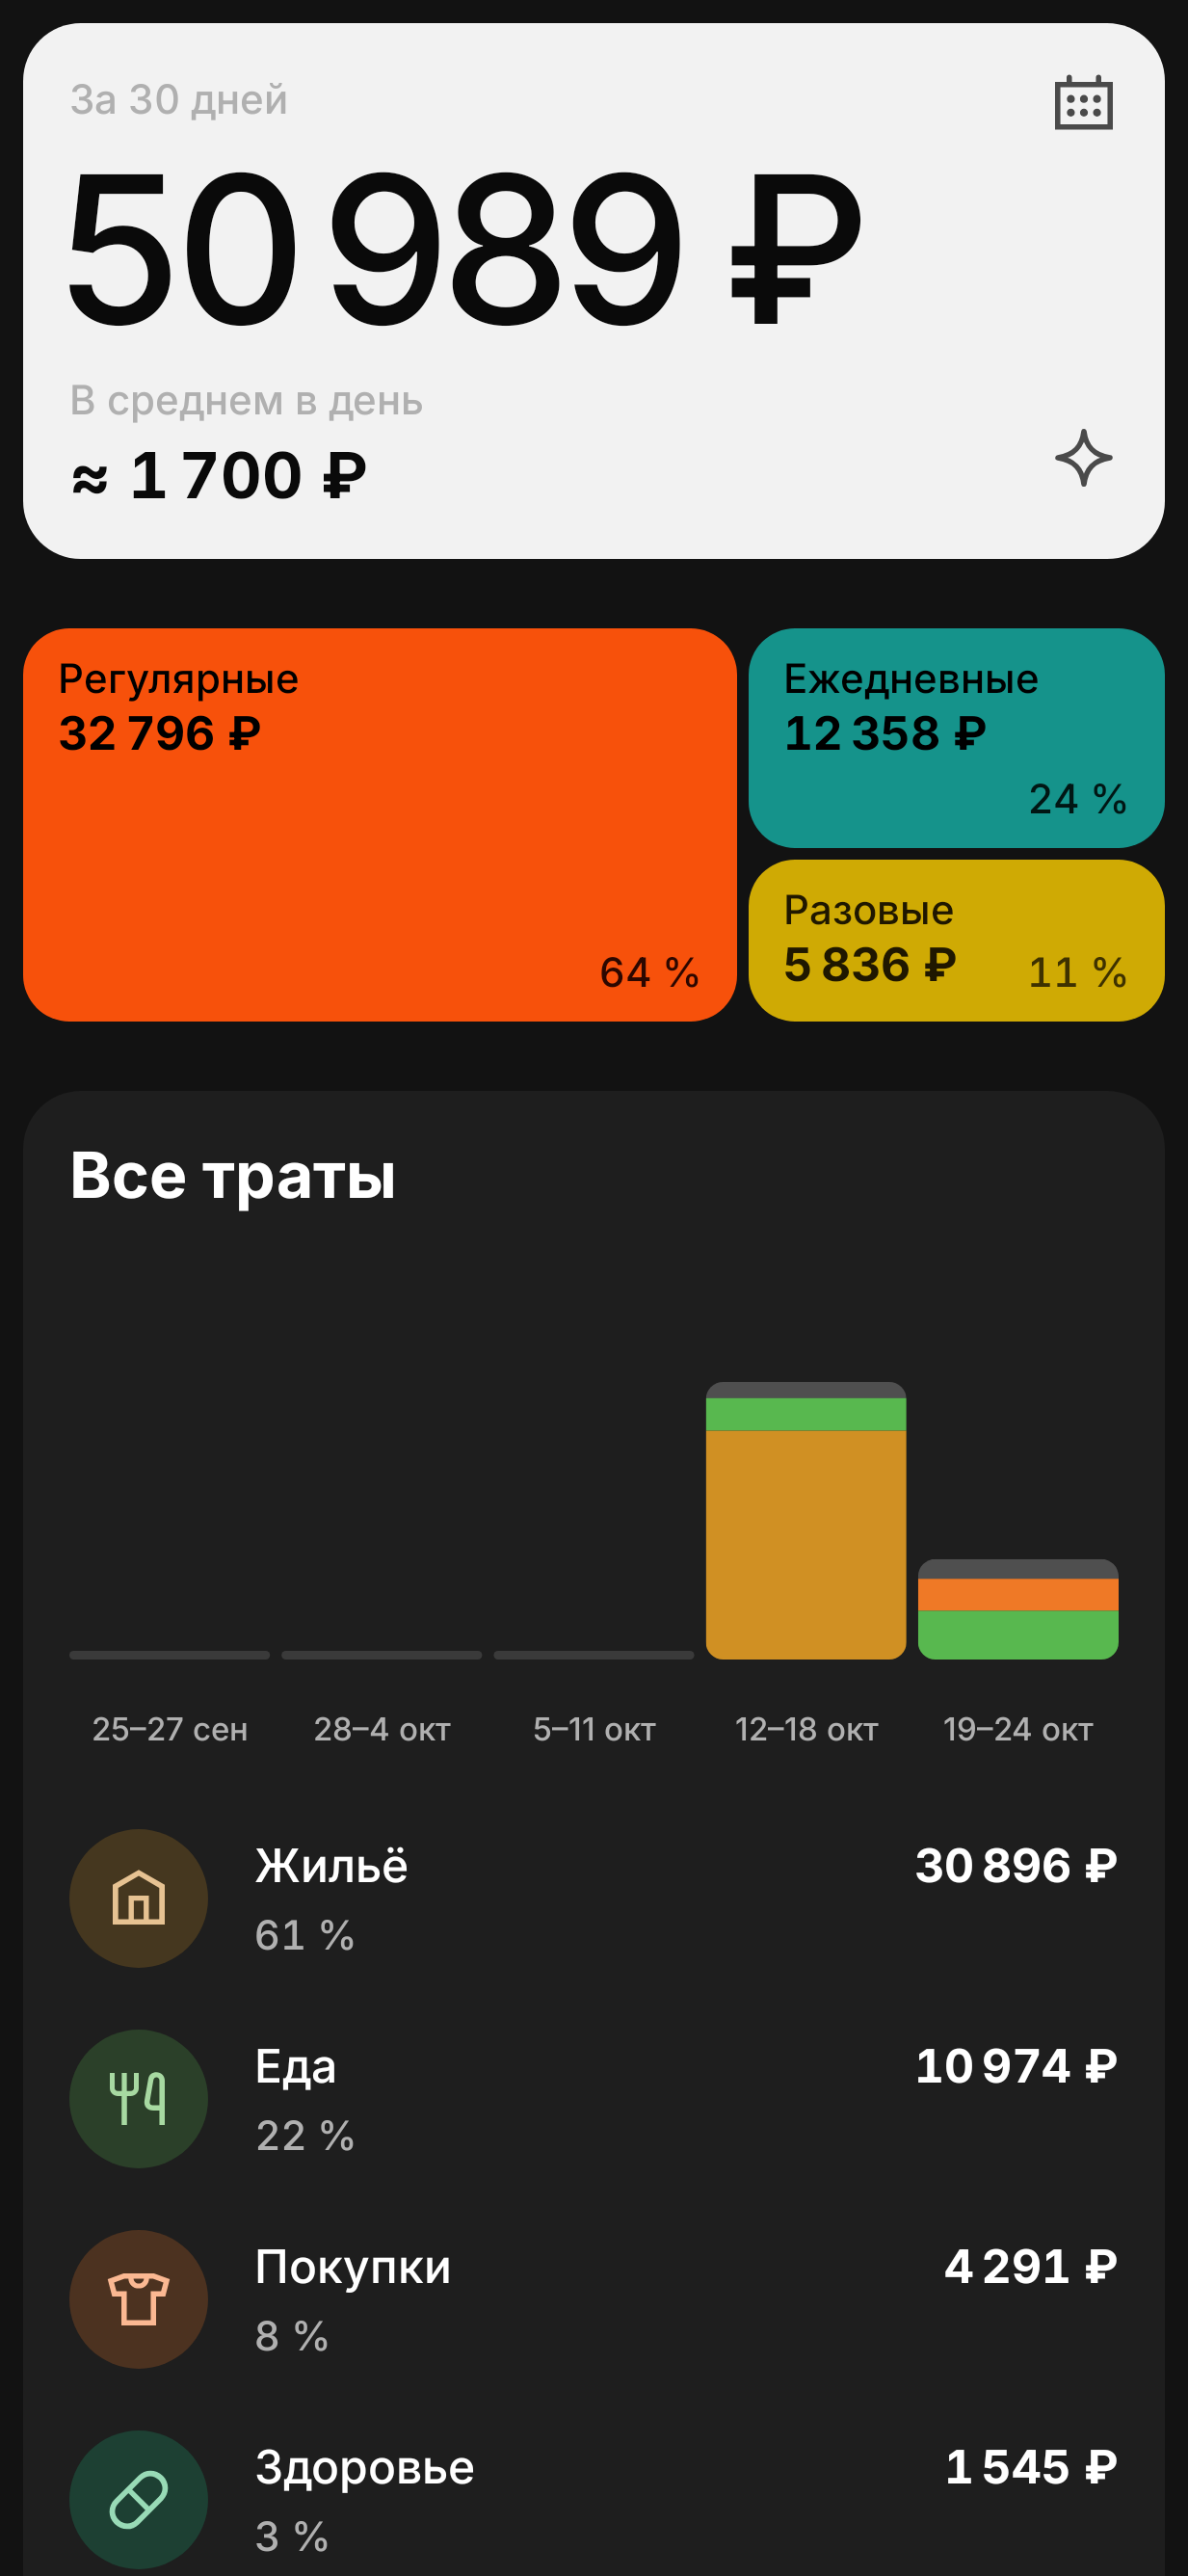 За 30 дней
50 989 ₽
В среднем в день
≈ 1 700 ₽
Регулярные
32 796 ₽
64 %
Ежедневные
12 358 ₽
24 %
Разовые
5 836 ₽
11 %
Все траты
25–27 сен
28–4 окт
5–11 окт
12–18 окт
19–24 окт
Жильё
30 896 ₽
61 %
Еда
10 974 ₽
22 %
Покупки
4 291 ₽
8 %
Здоровье
1 545 ₽
3 %